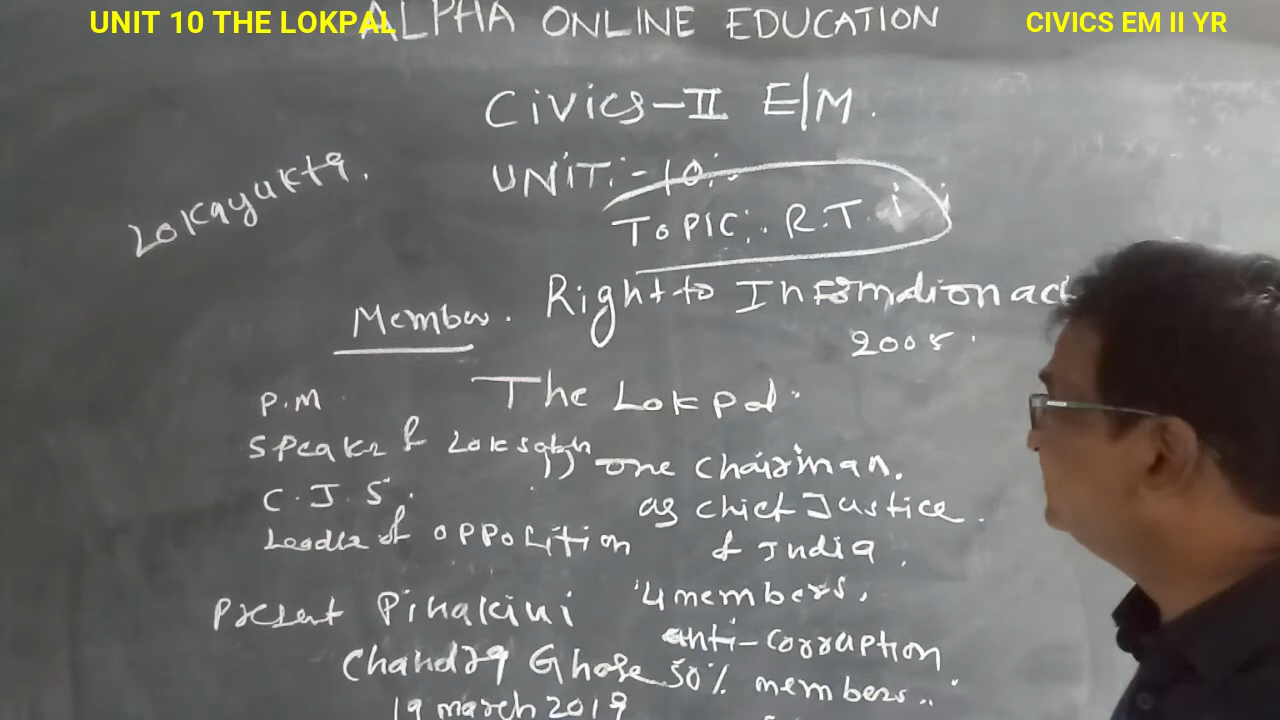 UNIT 10 THE LOKPAL
CIVICS EM II YR
ALPHA ONLINE EDUCATION
Civics-II E/M.
UNIT:-10:.
Lokayukta.
TOPIC:. R.T.i
Right to Information act
2005.
Member.
The Lokpal.
P.M
Speaker of Loksabha
C.J.S.
Leader of opposition
1) one chairman.
as chief Justice
of India.
4 members.
anti-corruption
50% members..
Present Pinakini
Chandra Ghose
19 march 2019